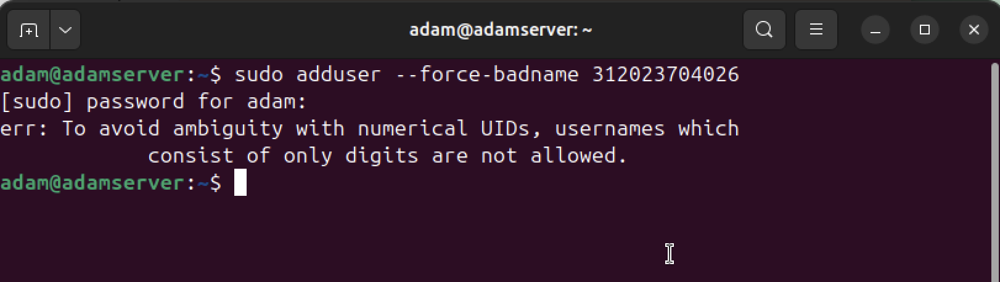 adam@adamserver: ~
adam@adamserver:~$ sudo adduser --force-badname 312023704026
[sudo] password for adam:
err: To avoid ambiguity with numerical UIDs, usernames which
consist of only digits are not allowed.
adam@adamserver:~$